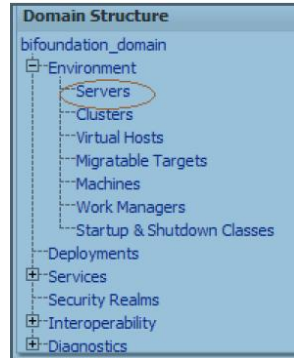 Domain Structure
bifoundation_domain
Environment
Servers
Clusters
Virtual Hosts
Migratable Targets
Machines
Work Managers
Startup & Shutdown Classes
Deployments
Services
Security Realms
Interoperability
Diagnostics